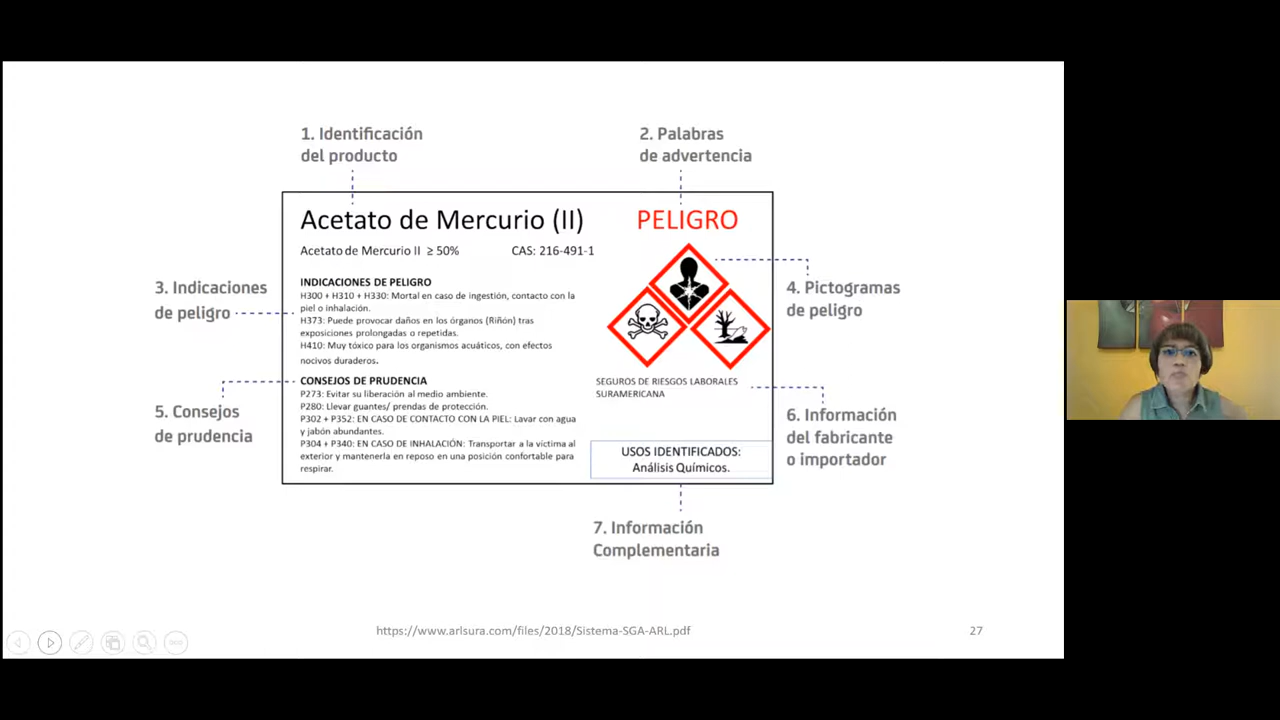 1. Identificación
del producto
2. Palabras
de advertencia
Acetato de Mercurio (II)
PELIGRO
Acetato de Mercurio II ≥ 50%
CAS: 216-491-1
3. Indicaciones
de peligro
INDICACIONES DE PELIGRO
H300 + H310 + H330: Mortal en caso de ingestión, contacto con la
piel o inhalación.
H373: Puede provocar daños en los órganos (Riñón) tras
exposiciones prolongadas o repetidas.
H410: Muy tóxico para los organismos acuáticos, con efectos
nocivos duraderos.
4. Pictogramas
de peligro
5. Consejos
de prudencia
CONSEJOS DE PRUDENCIA
P273: Evitar su liberación al medio ambiente.
P280: Llevar guantes/ prendas de protección.
P302 + P352: EN CASO DE CONTACTO CON LA PIEL: Lavar con agua
y jabón abundantes.
P304 + P340: EN CASO DE INHALACIÓN: Transportar a la víctima al
exterior y mantenerla en reposo en una posición confortable para
respirar.
SEGUROS DE RIESGOS LABORALES
SURAMERICANA
6. Información
del fabricante
o importador
USOS IDENTIFICADOS:
Análisis Químicos.
7. Información
Complementaria
https://www.arlsura.com/files/2018/Sistema-SGA-ARL.pdf
27